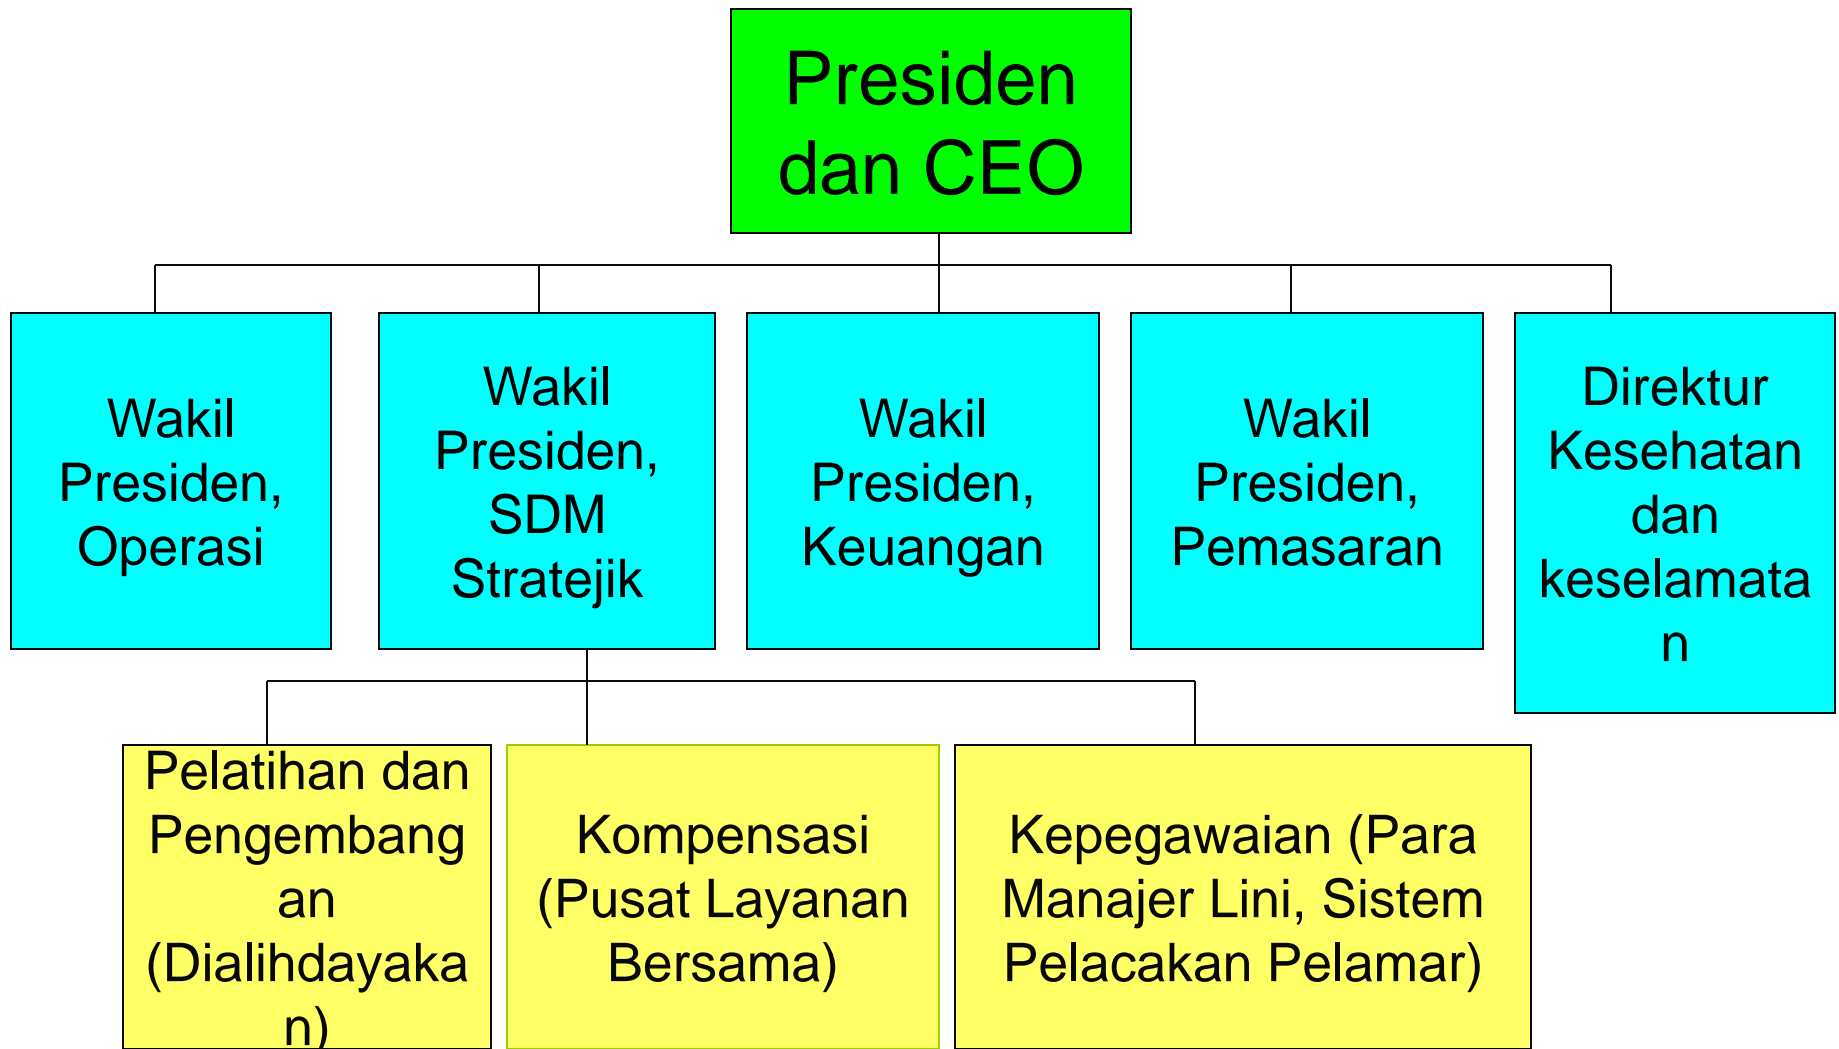 Presiden
dan CEO
Wakil
Presiden,
Operasi
Wakil
Presiden,
SDM
Stratejik
Wakil
Presiden,
Keuangan
Wakil
Presiden,
Pemasaran
Direktur
Kesehatan
dan
keselamata
n
Pelatihan dan
Pengembang
an
(Dialihdayaka
n)
Kompensasi
(Pusat Layanan
Bersama)
Kepegawaian (Para
Manajer Lini, Sistem
Pelacakan Pelamar)